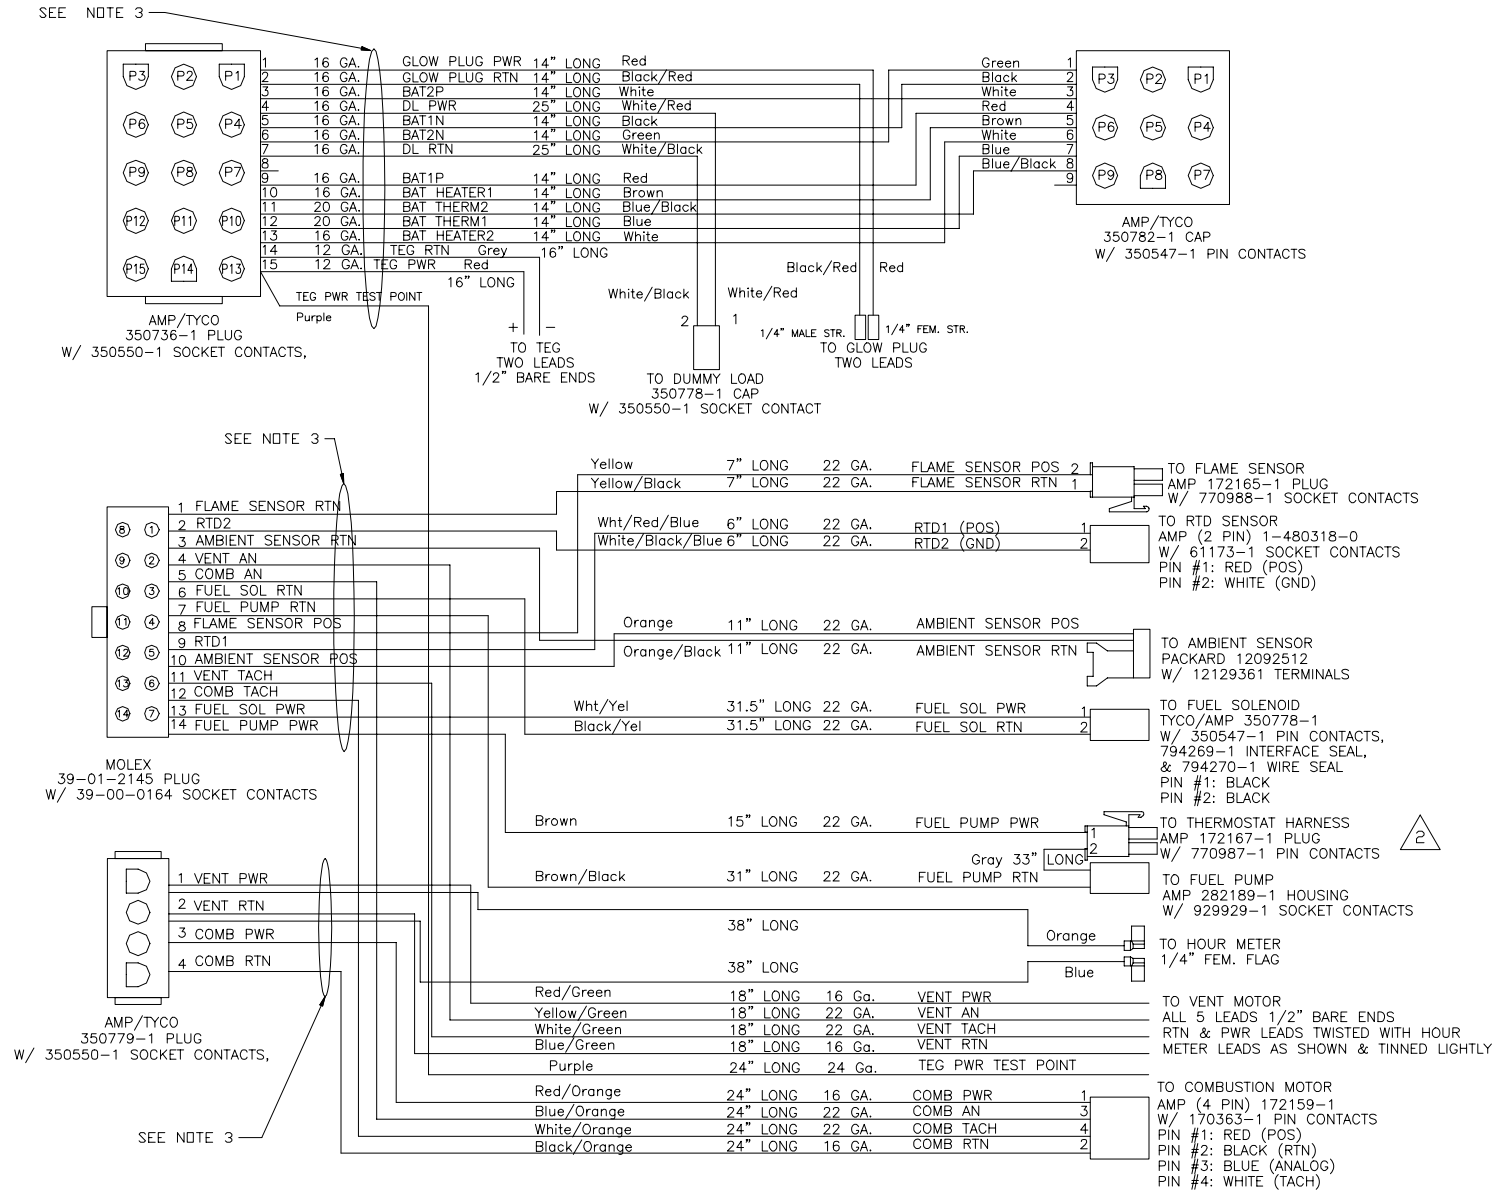 SEE NOTE 3
P3 P2 P1
P6 P5 P4
P9 P8 P7
P12 P11 P10
P15 P14 P13
1 16 GA. GLOW PLUG PWR 14" LONG Red
2 16 GA. GLOW PLUG RTN 14" LONG Black/Red
3 16 GA. BAT2P 14" LONG White
4 16 GA. DL PWR 25" LONG White/Red
5 16 GA. BAT1N 14" LONG Black
6 16 GA. BAT2N 14" LONG Green
7 16 GA. DL RTN 25" LONG White/Black
8
9 16 GA. BAT1P 14" LONG Red
10 16 GA. BAT HEATER1 14" LONG Brown
11 20 GA. BAT THERM2 14" LONG Blue/Black
12 20 GA. BAT THERM1 14" LONG Blue
13 16 GA. BAT HEATER2 14" LONG White
14 12 GA. TEG RTN Grey 16" LONG
15 12 GA. TEG PWR Red
16" LONG
TEG PWR TEST POINT
Purple
AMP/TYCO
350736-1 PLUG
W/ 350550-1 SOCKET CONTACTS,
+ −
TO TEG
TWO LEADS
1/2" BARE ENDS
White/Black White/Red
2 1
TO DUMMY LOAD
350778-1 CAP
W/ 350550-1 SOCKET CONTACT
Black/Red Red
1/4" MALE STR. 1/4" FEM. STR.
TO GLOW PLUG
TWO LEADS
Green 1
Black 2
White 3
Red 4
Brown 5
White 6
Blue 7
Blue/Black 8
9
P3 P2 P1
P6 P5 P4
P9 P8 P7
AMP/TYCO
350782-1 CAP
W/ 350547-1 PIN CONTACTS
SEE NOTE 3
8 1
9 2
10 3
11 4
12 5
13 6
14 7
1 FLAME SENSOR RTN
2 RTD2
3 AMBIENT SENSOR RTN
4 VENT AN
5 COMB AN
6 FUEL SOL RTN
7 FUEL PUMP RTN
8 FLAME SENSOR POS
9 RTD1
10 AMBIENT SENSOR POS
11 VENT TACH
12 COMB TACH
13 FUEL SOL PWR
14 FUEL PUMP PWR
MOLEX
39-01-2145 PLUG
W/ 39-00-0164 SOCKET CONTACTS
Yellow 7" LONG 22 GA. FLAME SENSOR POS 2
Yellow/Black 7" LONG 22 GA. FLAME SENSOR RTN 1
TO FLAME SENSOR
AMP 172165-1 PLUG
W/ 770988-1 SOCKET CONTACTS
Wht/Red/Blue 6" LONG 22 GA. RTD1 (POS) 1
White/Black/Blue 6" LONG 22 GA. RTD2 (GND) 2
TO RTD SENSOR
AMP (2 PIN) 1-480318-0
W/ 61173-1 SOCKET CONTACTS
PIN #1: RED (POS)
PIN #2: WHITE (GND)
Orange 11" LONG 22 GA. AMBIENT SENSOR POS
Orange/Black 11" LONG 22 GA. AMBIENT SENSOR RTN
TO AMBIENT SENSOR
PACKARD 12092512
W/ 12129361 TERMINALS
Wht/Yel 31.5" LONG 22 GA. FUEL SOL PWR 1
Black/Yel 31.5" LONG 22 GA. FUEL SOL RTN 2
TO FUEL SOLENOID
TYCO/AMP 350778-1
W/ 350547-1 PIN CONTACTS,
794269-1 INTERFACE SEAL,
& 794270-1 WIRE SEAL
PIN #1: BLACK
PIN #2: BLACK
Brown 15" LONG 22 GA. FUEL PUMP PWR 1
2
Gray 33" LONG
TO THERMOSTAT HARNESS
AMP 172167-1 PLUG
W/ 770987-1 PIN CONTACTS
2
Brown/Black 31" LONG 22 GA. FUEL PUMP RTN
TO FUEL PUMP
AMP 282189-1 HOUSING
W/ 929929-1 SOCKET CONTACTS
1 VENT PWR
2 VENT RTN
3 COMB PWR
4 COMB RTN
AMP/TYCO
350779-1 PLUG
W/ 350550-1 SOCKET CONTACTS,
SEE NOTE 3
38" LONG Orange
38" LONG Blue
TO HOUR METER
1/4" FEM. FLAG
Red/Green 18" LONG 16 Ga. VENT PWR
Yellow/Green 18" LONG 22 GA. VENT AN
White/Green 18" LONG 22 GA. VENT TACH
Blue/Green 18" LONG 16 Ga. VENT RTN
Purple 24" LONG 24 Ga. TEG PWR TEST POINT
TO VENT MOTOR
ALL 5 LEADS 1/2" BARE ENDS
RTN & PWR LEADS TWISTED WITH HOUR
METER LEADS AS SHOWN & TINNED LIGHTLY
Red/Orange 24" LONG 16 GA. COMB PWR 1
Blue/Orange 24" LONG 22 GA. COMB AN 3
White/Orange 24" LONG 22 GA. COMB TACH 4
Black/Orange 24" LONG 16 GA. COMB RTN 2
TO COMBUSTION MOTOR
AMP (4 PIN) 172159-1
W/ 170363-1 PIN CONTACTS
PIN #1: RED (POS)
PIN #2: BLACK (RTN)
PIN #3: BLUE (ANALOG)
PIN #4: WHITE (TACH)